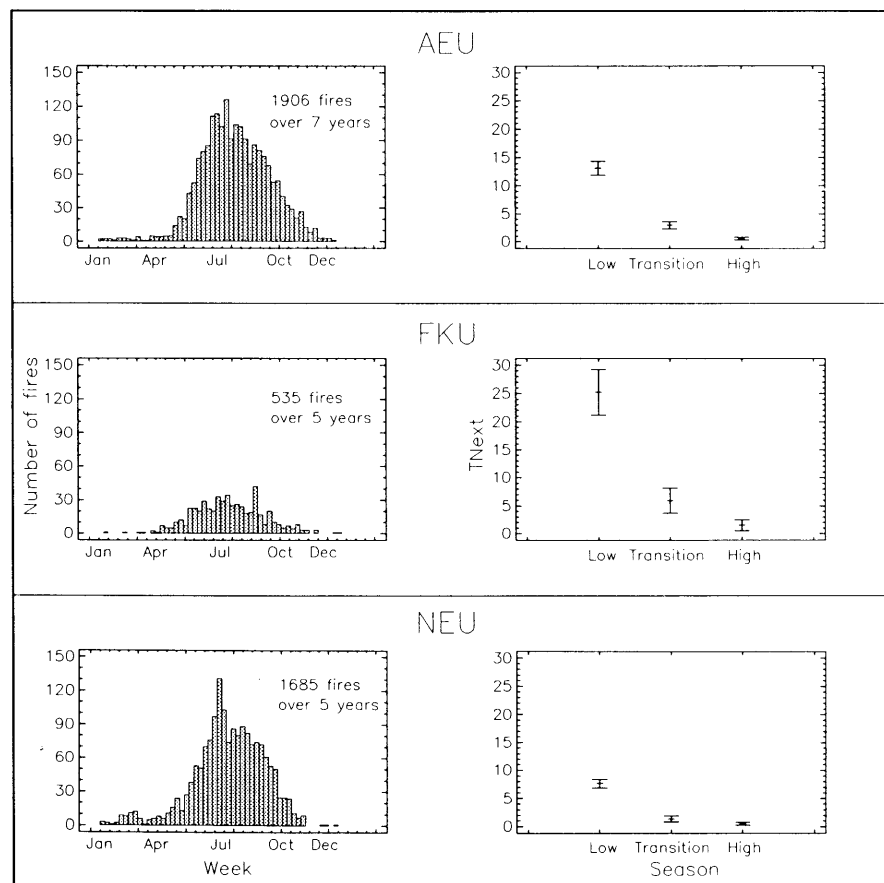 AEU
150
120
90
60
30
0
1906 fires
over 7 years
Jan Apr Jul Oct Dec
30
25
20
15
10
5
0
Low Transition High
FKU
Number of fires
150
120
90
60
30
0
535 fires
over 5 years
Jan Apr Jul Oct Dec
TNext
30
25
20
15
10
5
0
Low Transition High
NEU
150
120
90
60
30
0
1685 fires
over 5 years
Jan Apr Jul Oct Dec
Week
30
25
20
15
10
5
0
Low Transition High
Season